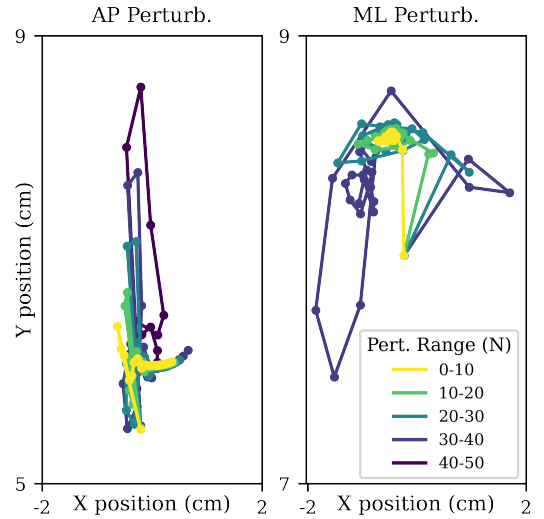 AP Perturb.
ML Perturb.
9
9
Y position (cm)
Pert. Range (N)
0-10
10-20
20-30
30-40
40-50
5
7
-2
X position (cm)
2
-2
X position (cm)
2